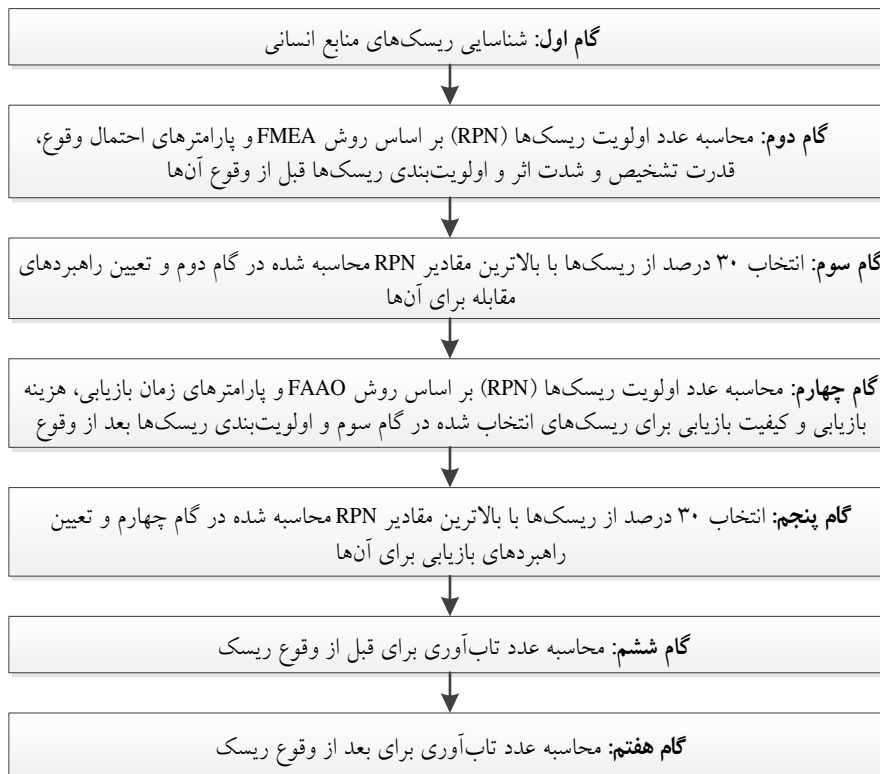 گام اول: شناسایی ریسک‌های منابع انسانی
گام دوم: محاسبه عدد اولویت ریسک‌ها (RPN) بر اساس روش FMEA و پارامترهای احتمال وقوع،
قدرت تشخیص و شدت اثر و اولویت‌بندی ریسک‌ها قبل از وقوع آن‌ها
گام سوم: انتخاب ۳۰ درصد از ریسک‌ها با بالاترین مقادیر RPN محاسبه شده در گام دوم و تعیین راهبردهای
مقابله برای آن‌ها
گام چهارم: محاسبه عدد اولویت ریسک‌ها (RPN) بر اساس روش FAAO و پارامترهای زمان بازیابی، هزینه
بازیابی و کیفیت بازیابی برای ریسک‌های انتخاب شده در گام سوم و اولویت‌بندی ریسک‌ها بعد از وقوع
گام پنجم: انتخاب ۳۰ درصد از ریسک‌ها با بالاترین مقادیر RPN محاسبه شده در گام چهارم و تعیین
راهبردهای بازیابی برای آن‌ها
گام ششم: محاسبه عدد تاب‌آوری برای قبل از وقوع ریسک
گام هفتم: محاسبه عدد تاب‌آوری برای بعد از وقوع ریسک